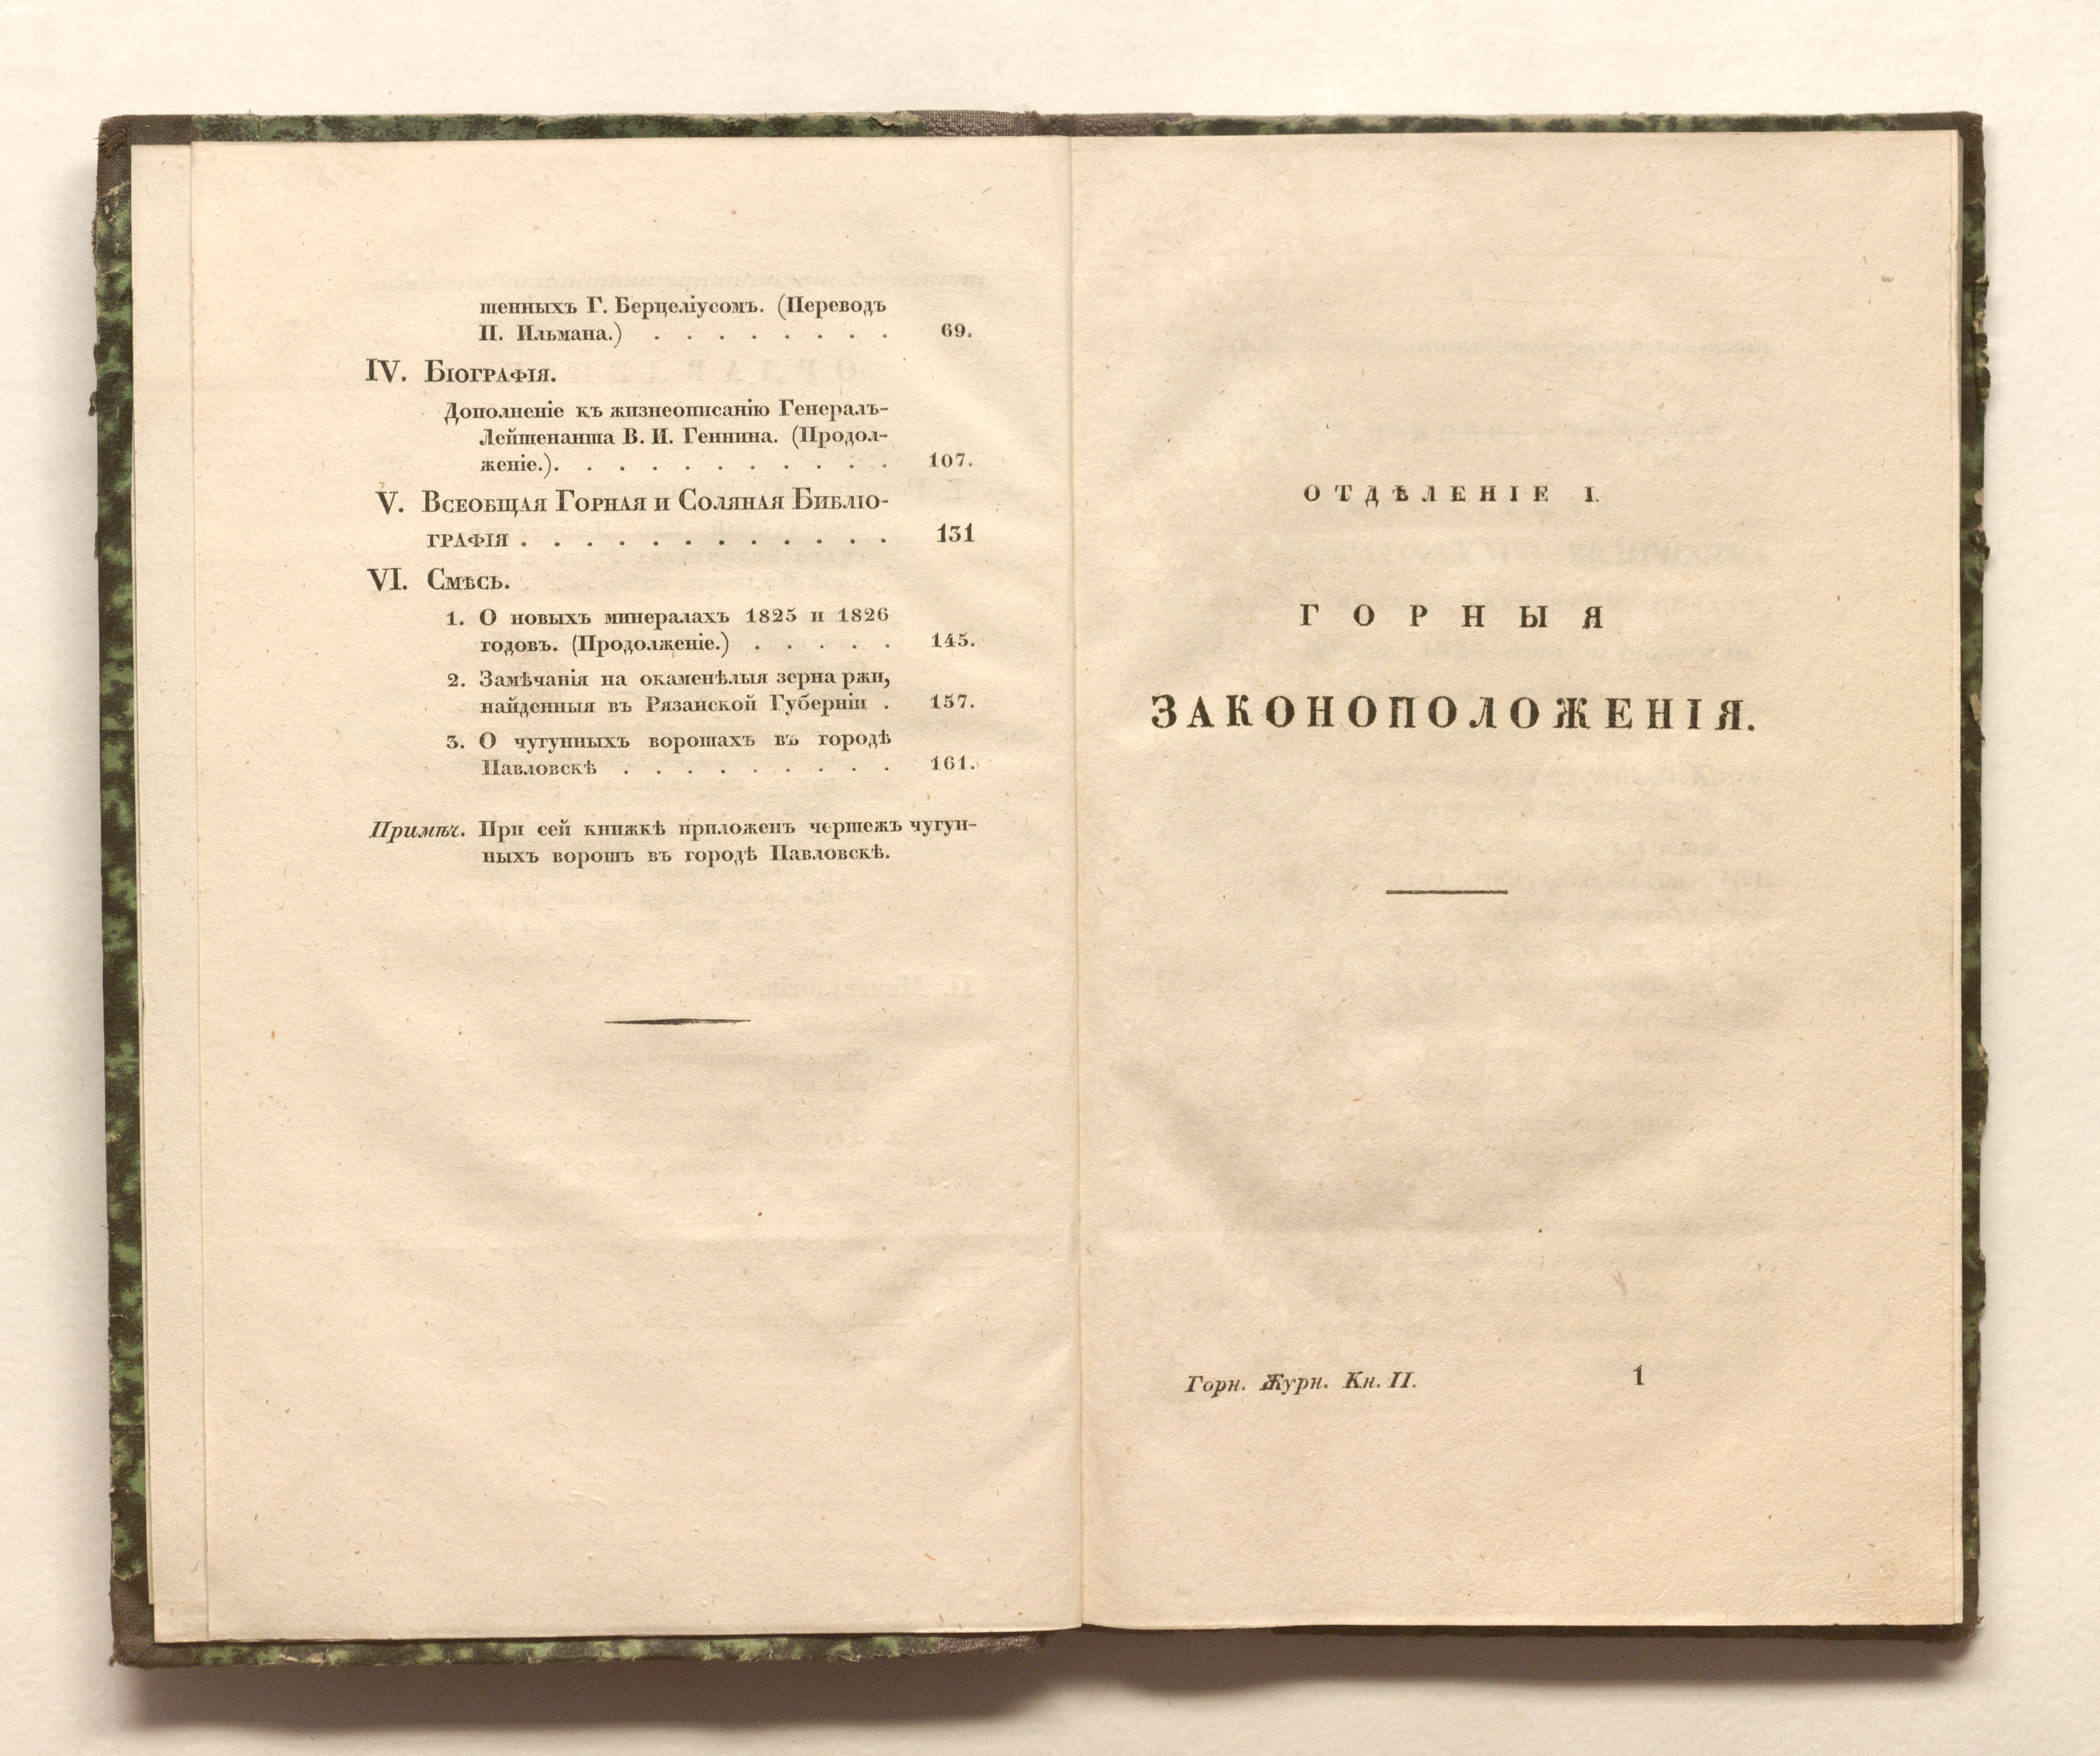 щенныхъ Г. Берцеліусомъ. (Переводъ
П. Ильмана.) . . . . . . . . 69.
IV. Біографія.
Дополненіе къ жизнеописанію Генералъ-
Лейтенанта В. И. Геннина. (Продол-
женіе.). . . . . . . . . . . 107.
V. Всеобщая Горная и Соляная Библіо-
графія . . . . . . . . . . . . 131
VI. Смѣсь.
1. О новыхъ минералахъ 1825 и 1826
годовъ. (Продолженіе.) . . . . . 145.
2. Замѣчанія на окаменѣлыя зерна ржи,
найденныя въ Рязанской Губерніи . 157.
3. О чугунныхъ воротахъ въ городѣ
Павловскѣ . . . . . . . . . 161.
Примѣч. При сей книжкѣ приложенъ чертежъ чугун-
ныхъ воротъ въ городѣ Павловскѣ.
ОТДѢЛЕНІЕ I.
ГОРНЫЯ
ЗАКОНОПОЛОЖЕНІЯ.
Горн. Журн. Кн. II. 1